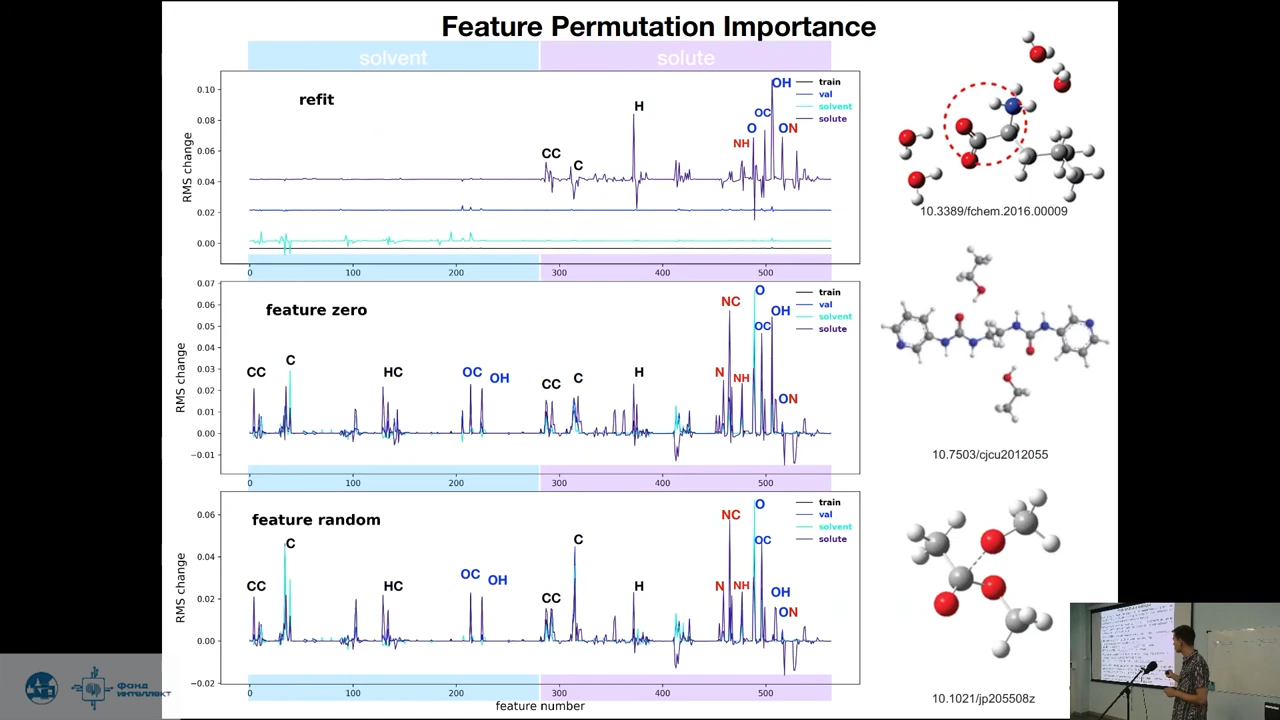 Feature Permutation Importance
solvent
solute
refit
CC
C
H
NH
O
OC
OH
ON
train
val
solvent
solute
RMS change
0.10
0.08
0.06
0.04
0.02
0.00
0
100
200
300
400
500
10.3389/fchem.2016.00009
feature zero
CC
C
HC
OC
OH
CC
C
H
N
NC
NH
O
OC
OH
ON
train
val
solvent
solute
RMS change
0.07
0.06
0.05
0.04
0.03
0.02
0.01
0.00
−0.01
0
100
200
300
400
500
10.7503/cjcu2012055
feature random
CC
C
HC
OC
OH
CC
C
H
N
NC
NH
O
OC
OH
ON
train
val
solvent
solute
RMS change
0.06
0.04
0.02
0.00
−0.02
0
100
200
300
400
500
feature number
10.1021/jp205508z
Фонд
интеллект